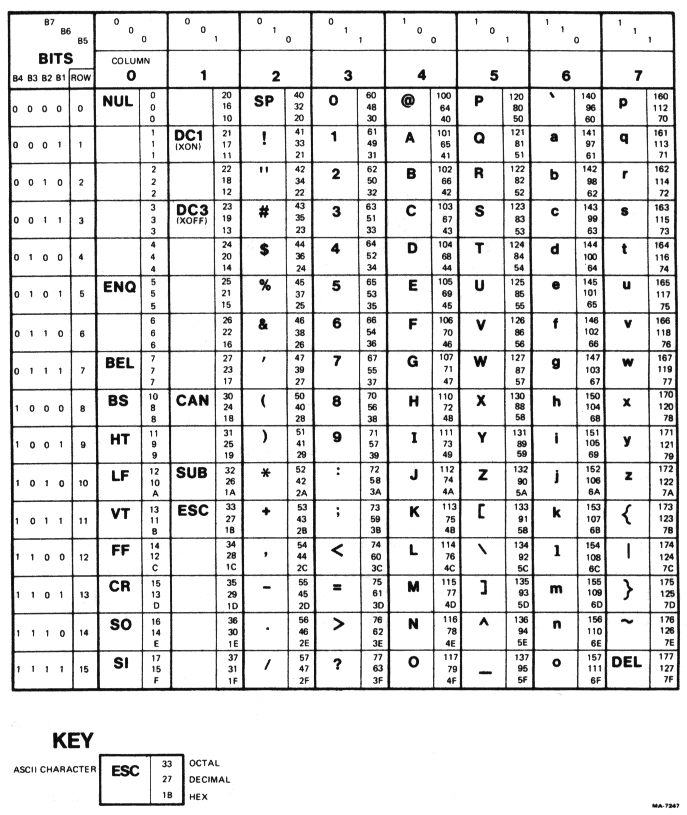 B7 0 0 0 0 1 1 1 1
B6 0 0 1 1 0 0 1 1
B5 0 1 0 1 0 1 0 1
BITS COLUMN
B4 B3 B2 B1 ROW 0 1 2 3 4 5 6 7
0 0 0 0 0 NUL 0 0 0 20 16 10 SP 40 32 20 0 60 48 30 @ 100 64 40 P 120 80 50 ` 140 96 60 p 160 112 70
0 0 0 1 1 1 1 1 DC1 (XON) 21 17 11 ! 41 33 21 1 61 49 31 A 101 65 41 Q 121 81 51 a 141 97 61 q 161 113 71
0 0 1 0 2 2 2 2 22 18 12 " 42 34 22 2 62 50 32 B 102 66 42 R 122 82 52 b 142 98 62 r 162 114 72
0 0 1 1 3 3 3 3 DC3 (XOFF) 23 19 13 # 43 35 23 3 63 51 33 C 103 67 43 S 123 83 53 c 143 99 63 s 163 115 73
0 1 0 0 4 4 4 4 24 20 14 $ 44 36 24 4 64 52 34 D 104 68 44 T 124 84 54 d 144 100 64 t 164 116 74
0 1 0 1 5 ENQ 5 5 5 25 21 15 % 45 37 25 5 65 53 35 E 105 69 45 U 125 85 55 e 145 101 65 u 165 117 75
0 1 1 0 6 6 6 6 26 22 16 & 46 38 26 6 66 54 36 F 106 70 46 V 126 86 56 f 146 102 66 v 166 118 76
0 1 1 1 7 BEL 7 7 7 27 23 17 ' 47 39 27 7 67 55 37 G 107 71 47 W 127 87 57 g 147 103 67 w 167 119 77
1 0 0 0 8 BS 10 8 8 CAN 30 24 18 ( 50 40 28 8 70 56 38 H 110 72 48 X 130 88 58 h 150 104 68 x 170 120 78
1 0 0 1 9 HT 11 9 9 31 25 19 ) 51 41 29 9 71 57 39 I 111 73 49 Y 131 89 59 i 151 105 69 y 171 121 79
1 0 1 0 10 LF 12 10 A SUB 32 26 1A * 52 42 2A : 72 58 3A J 112 74 4A Z 132 90 5A j 152 106 6A z 172 122 7A
1 0 1 1 11 VT 13 11 B ESC 33 27 1B + 53 43 2B ; 73 59 3B K 113 75 4B [ 133 91 5B k 153 107 6B { 173 123 7B
1 1 0 0 12 FF 14 12 C 34 28 1C , 54 44 2C < 74 60 3C L 114 76 4C \ 134 92 5C l 154 108 6C | 174 124 7C
1 1 0 1 13 CR 15 13 D 35 29 1D - 55 45 2D = 75 61 3D M 115 77 4D ] 135 93 5D m 155 109 6D } 175 125 7D
1 1 1 0 14 SO 16 14 E 36 30 1E . 56 46 2E > 76 62 3E N 116 78 4E ^ 136 94 5E n 156 110 6E ~ 176 126 7E
1 1 1 1 15 SI 17 15 F 37 31 1F / 57 47 2F ? 77 63 3F O 117 79 4F _ 137 95 5F o 157 111 6F DEL 177 127 7F
KEY
ASCII CHARACTER ESC 33 OCTAL
27 DECIMAL
1B HEX
MA-7247